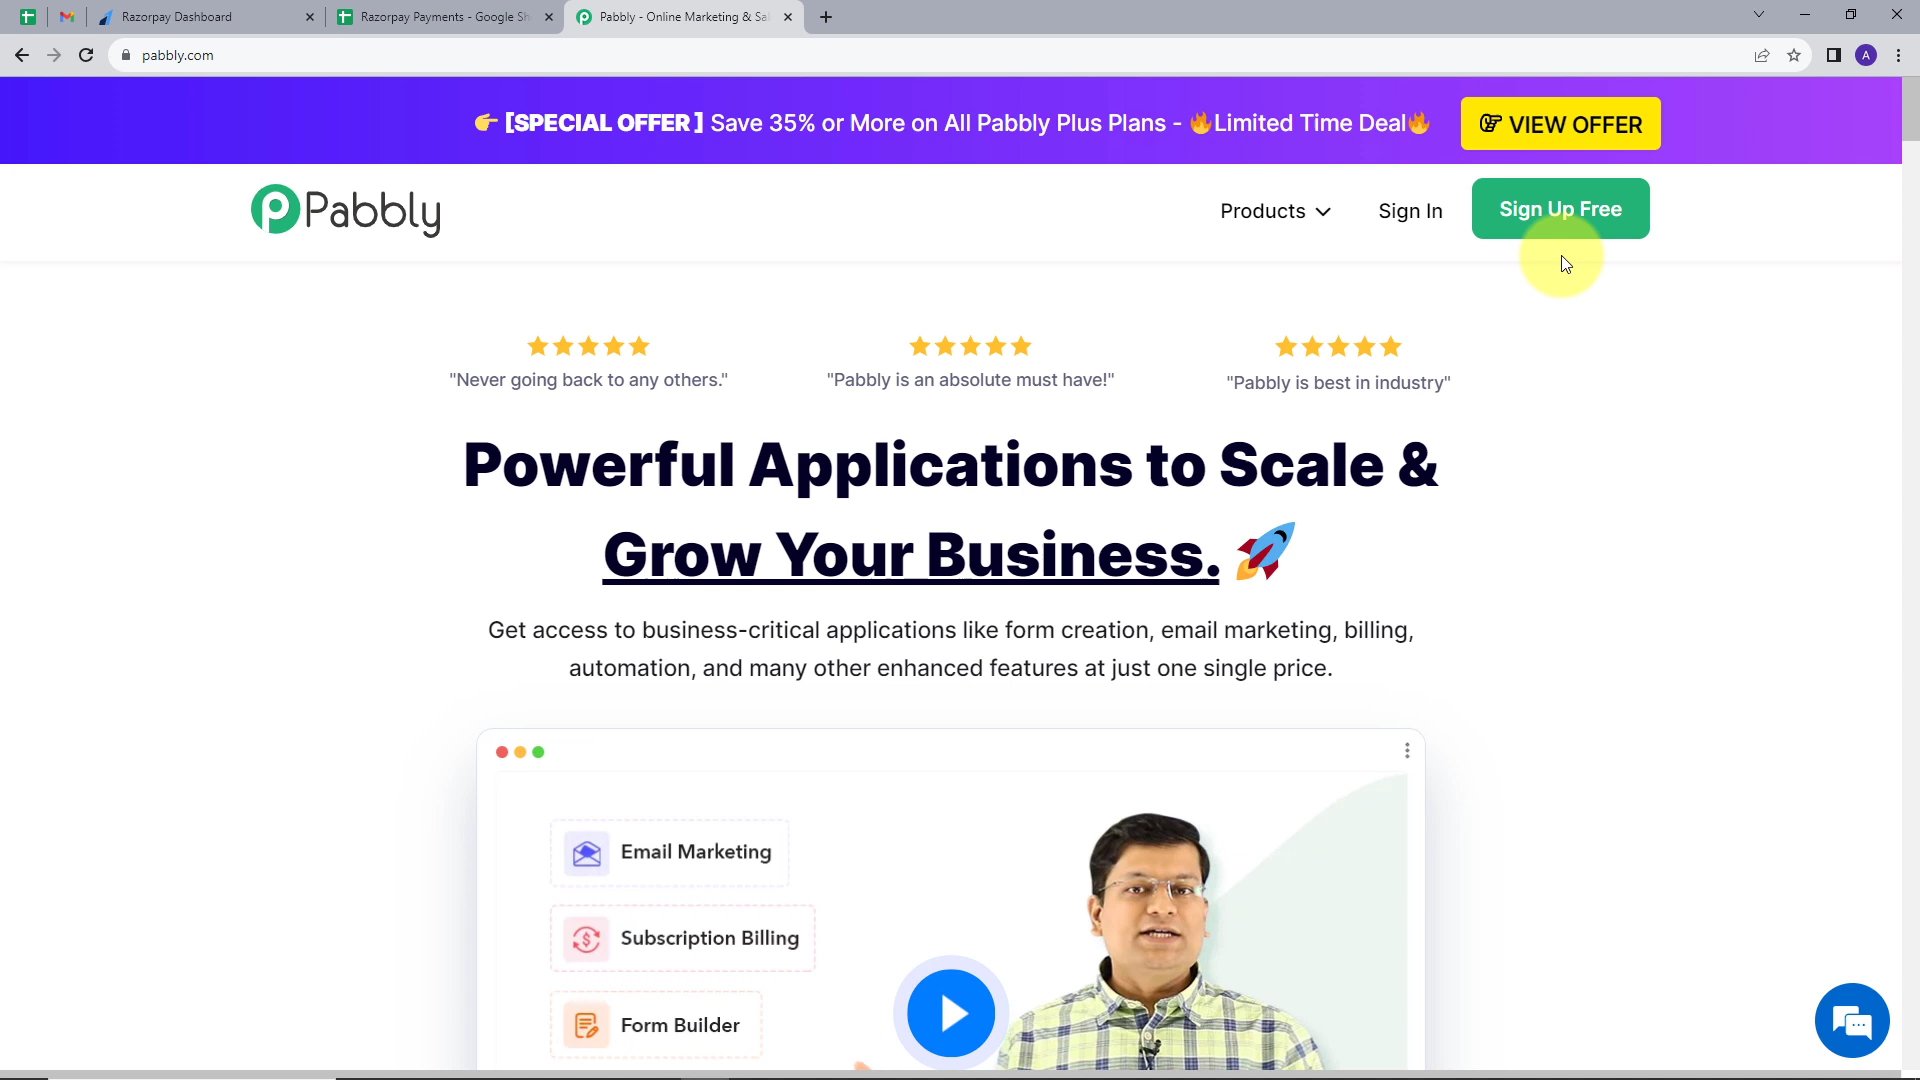 Razorpay Dashboard
Razorpay Payments - Google Sh
Pabbly - Online Marketing & Sal
pabbly.com
A
👉 [SPECIAL OFFER ] Save 35% or More on All Pabbly Plus Plans - 🔥Limited Time Deal🔥
VIEW OFFER
Pabbly
Products
Sign In
Sign Up Free
"Never going back to any others."
"Pabbly is an absolute must have!"
"Pabbly is best in industry"
Powerful Applications to Scale &
Grow Your Business. 🚀
Get access to business-critical applications like form creation, email marketing, billing,
automation, and many other enhanced features at just one single price.
Email Marketing
Subscription Billing
Form Builder